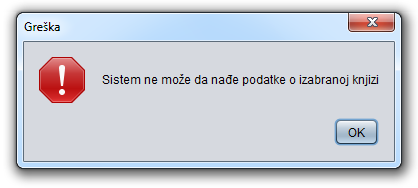 Greška
Sistem ne može da nađe podatke o izabranoj knjizi
OK